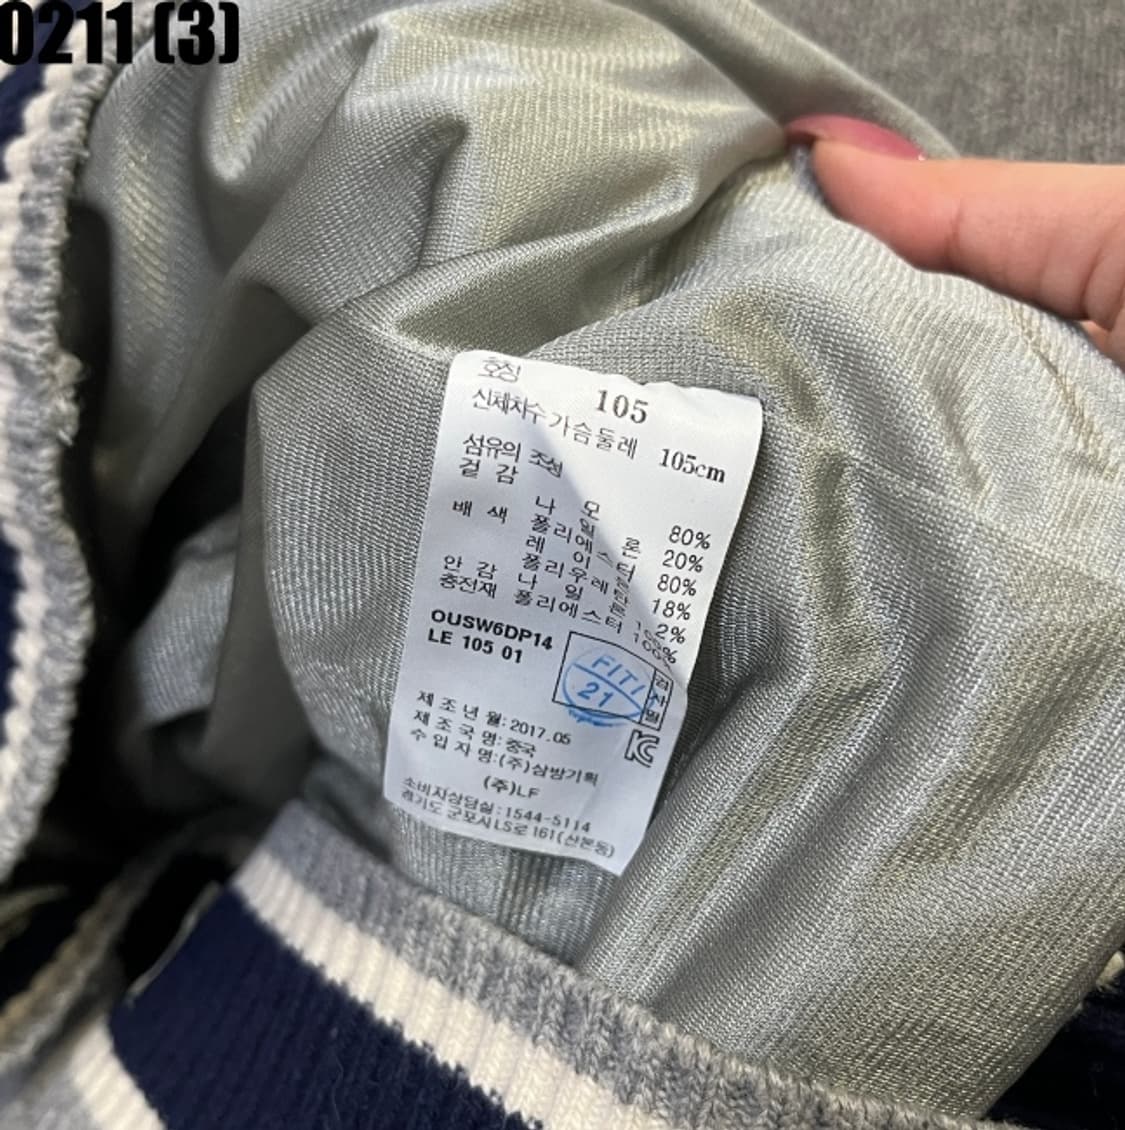 0211 (3)
호칭 105
신체치수 가슴둘레 105cm
섬유의 조성
겉 감 모 80%
나 일 론 20%
배 색 폴리에스터 80%
레 이 온 18%
폴리우레탄 2%
안 감 나 일 론 100%
충전재 폴리에스터 100%
OUSW6DP14
LE 105 01
FITI
21
검사필
제 조 년 월:2017.05
제 조 국 명:중국
수 입 자 명:(주)삼방기획
(주)LF
소비자상담실:1544-5114
경기도 군포시LS로 161(산본동)